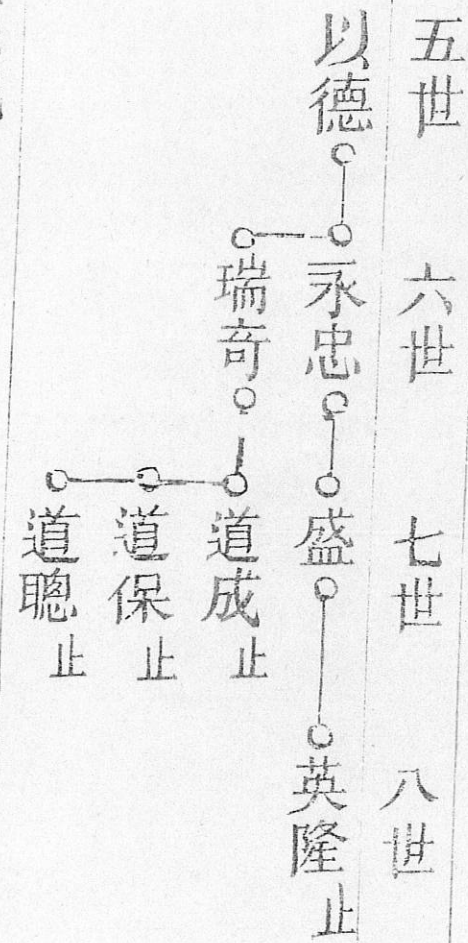 五世 六世 七世 八世
以德 永忠 盛 英隆 止
瑞奇 道成 止
道保 止
道聰 止